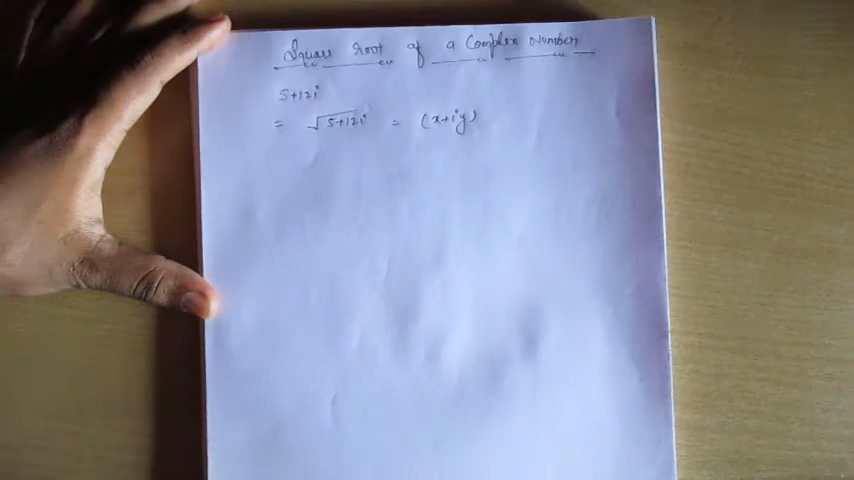 Square root of a Complex Number
5+12i
= √5+12i = (x+iy)